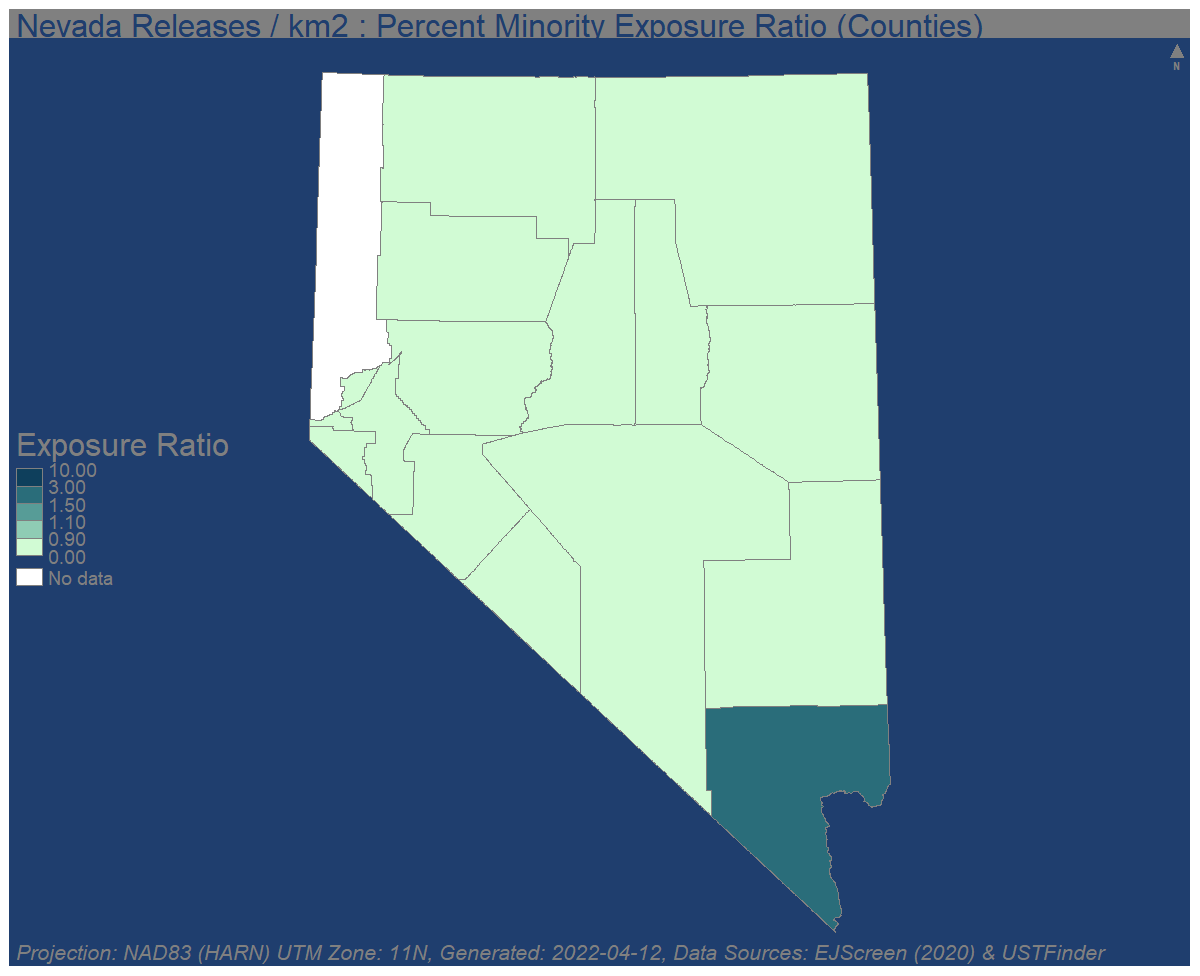 Nevada Releases / km2 : Percent Minority Exposure Ratio (Counties)
N
Exposure Ratio
10.00
3.00
1.50
1.10
0.90
0.00
No data
Projection: NAD83 (HARN) UTM Zone: 11N, Generated: 2022-04-12, Data Sources: EJScreen (2020) & USTFinder